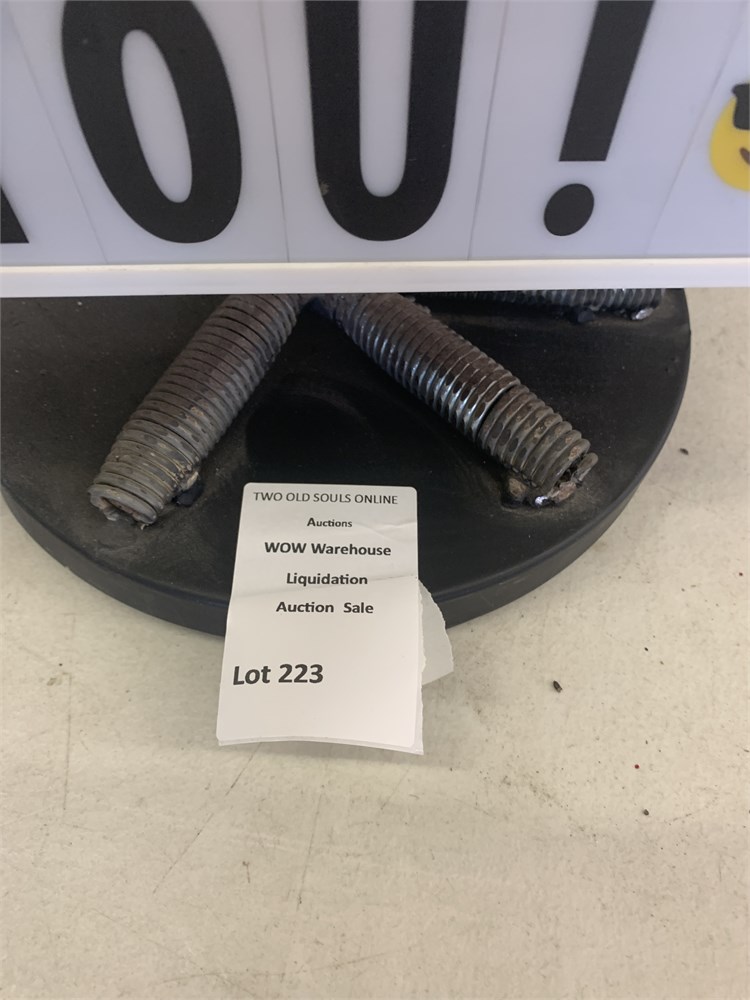 OU!
TWO OLD SOULS ONLINE
Auctions
WOW Warehouse
Liquidation
Auction Sale
Lot 223